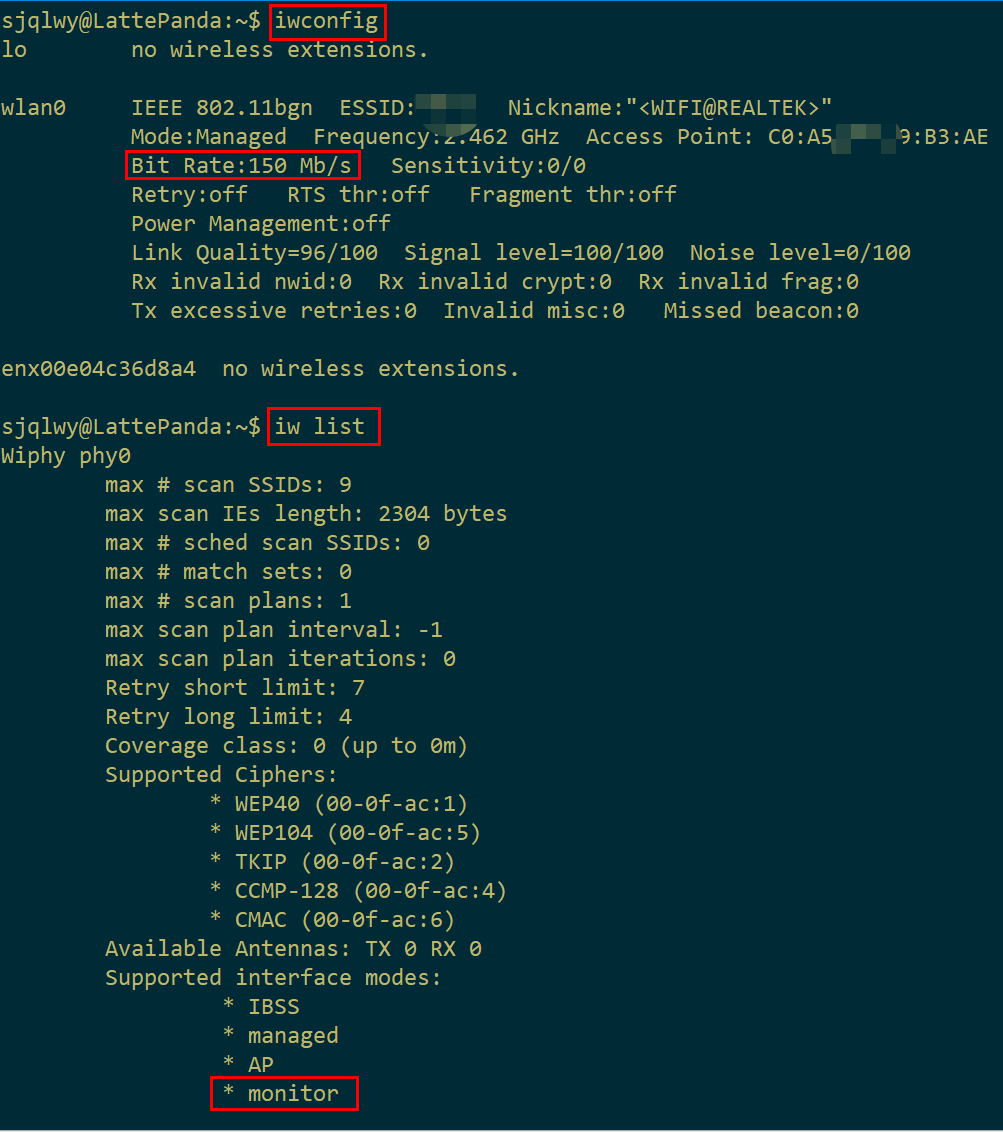 sjqlwy@LattePanda:~$ iwconfig
lo        no wireless extensions.
wlan0     IEEE 802.11bgn  ESSID:  Nickname:"<WIFI@REALTEK>"
          Mode:Managed  Frequency:2.462 GHz  Access Point: C0:A5 9:B3:AE
          Bit Rate:150 Mb/s   Sensitivity:0/0
          Retry:off   RTS thr:off   Fragment thr:off
          Power Management:off
          Link Quality=96/100  Signal level=100/100  Noise level=0/100
          Rx invalid nwid:0  Rx invalid crypt:0  Rx invalid frag:0
          Tx excessive retries:0  Invalid misc:0   Missed beacon:0
enx00e04c36d8a4  no wireless extensions.
sjqlwy@LattePanda:~$ iw list
Wiphy phy0
        max # scan SSIDs: 9
        max scan IEs length: 2304 bytes
        max # sched scan SSIDs: 0
        max # match sets: 0
        max # scan plans: 1
        max scan plan interval: -1
        max scan plan iterations: 0
        Retry short limit: 7
        Retry long limit: 4
        Coverage class: 0 (up to 0m)
        Supported Ciphers:
                * WEP40 (00-0f-ac:1)
                * WEP104 (00-0f-ac:5)
                * TKIP (00-0f-ac:2)
                * CCMP-128 (00-0f-ac:4)
                * CMAC (00-0f-ac:6)
        Available Antennas: TX 0 RX 0
        Supported interface modes:
                 * IBSS
                 * managed
                 * AP
                 * monitor